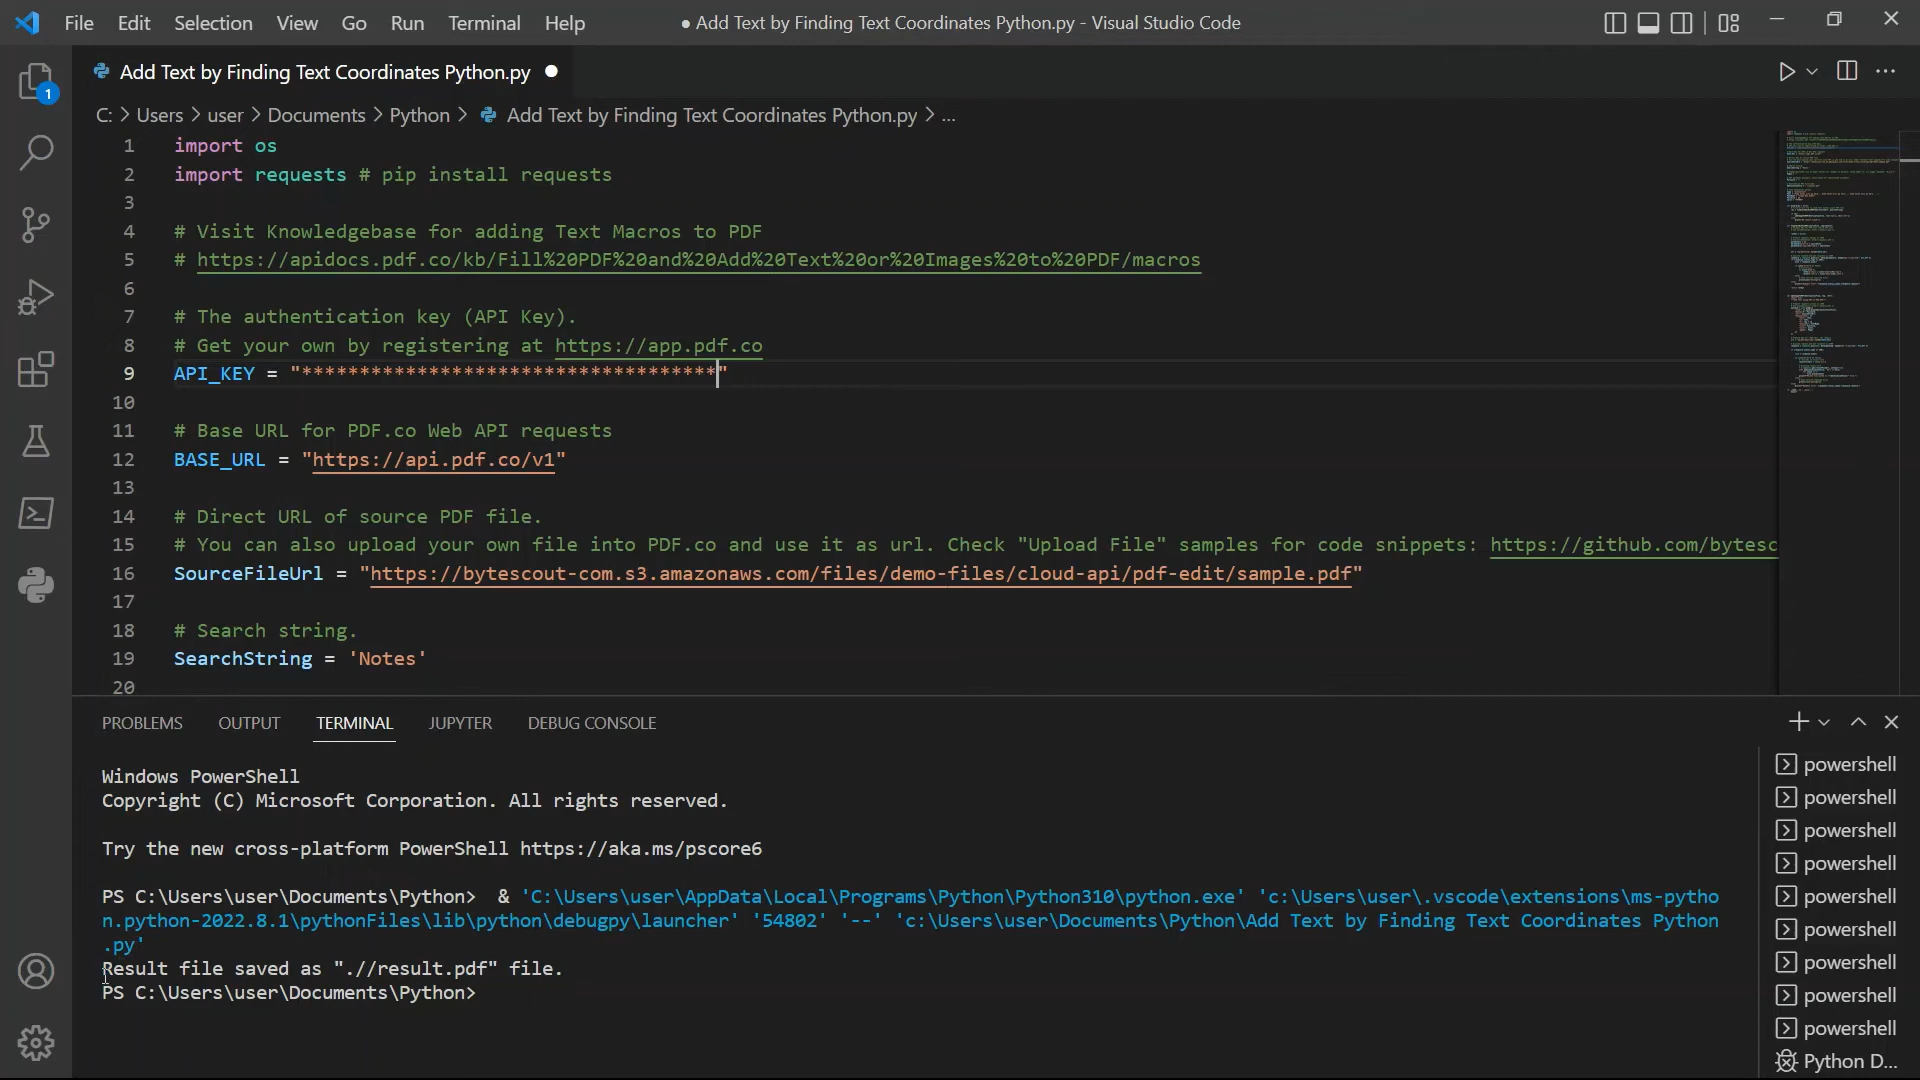 File Edit Selection View Go Run Terminal Help
● Add Text by Finding Text Coordinates Python.py - Visual Studio Code
Add Text by Finding Text Coordinates Python.py ●
C: > Users > user > Documents > Python > Add Text by Finding Text Coordinates Python.py > ...
1
1 import os
2 import requests # pip install requests
3
4 # Visit Knowledgebase for adding Text Macros to PDF
5 # https://apidocs.pdf.co/kb/Fill%20PDF%20and%20Add%20Text%20or%20Images%20to%20PDF/macros
6
7 # The authentication key (API Key).
8 # Get your own by registering at https://app.pdf.co
9 API_KEY = "************************************"
10
11 # Base URL for PDF.co Web API requests
12 BASE_URL = "https://api.pdf.co/v1"
13
14 # Direct URL of source PDF file.
15 # You can also upload your own file into PDF.co and use it as url. Check "Upload File" samples for code snippets: https://github.com/bytesc
16 SourceFileUrl = "https://bytescout-com.s3.amazonaws.com/files/demo-files/cloud-api/pdf-edit/sample.pdf"
17
18 # Search string.
19 SearchString = 'Notes'
20
PROBLEMS OUTPUT TERMINAL JUPYTER DEBUG CONSOLE
Windows PowerShell
Copyright (C) Microsoft Corporation. All rights reserved.
Try the new cross-platform PowerShell https://aka.ms/pscore6
PS C:\Users\user\Documents\Python>  & 'C:\Users\user\AppData\Local\Programs\Python\Python310\python.exe' 'c:\Users\user\.vscode\extensions\ms-pytho
n.python-2022.8.1\pythonFiles\lib\python\debugpy\launcher' '54802' '--' 'c:\Users\user\Documents\Python\Add Text by Finding Text Coordinates Python
.py'
Result file saved as ".//result.pdf" file.
PS C:\Users\user\Documents\Python>
powershell
powershell
powershell
powershell
powershell
powershell
powershell
powershell
powershell
Python D...